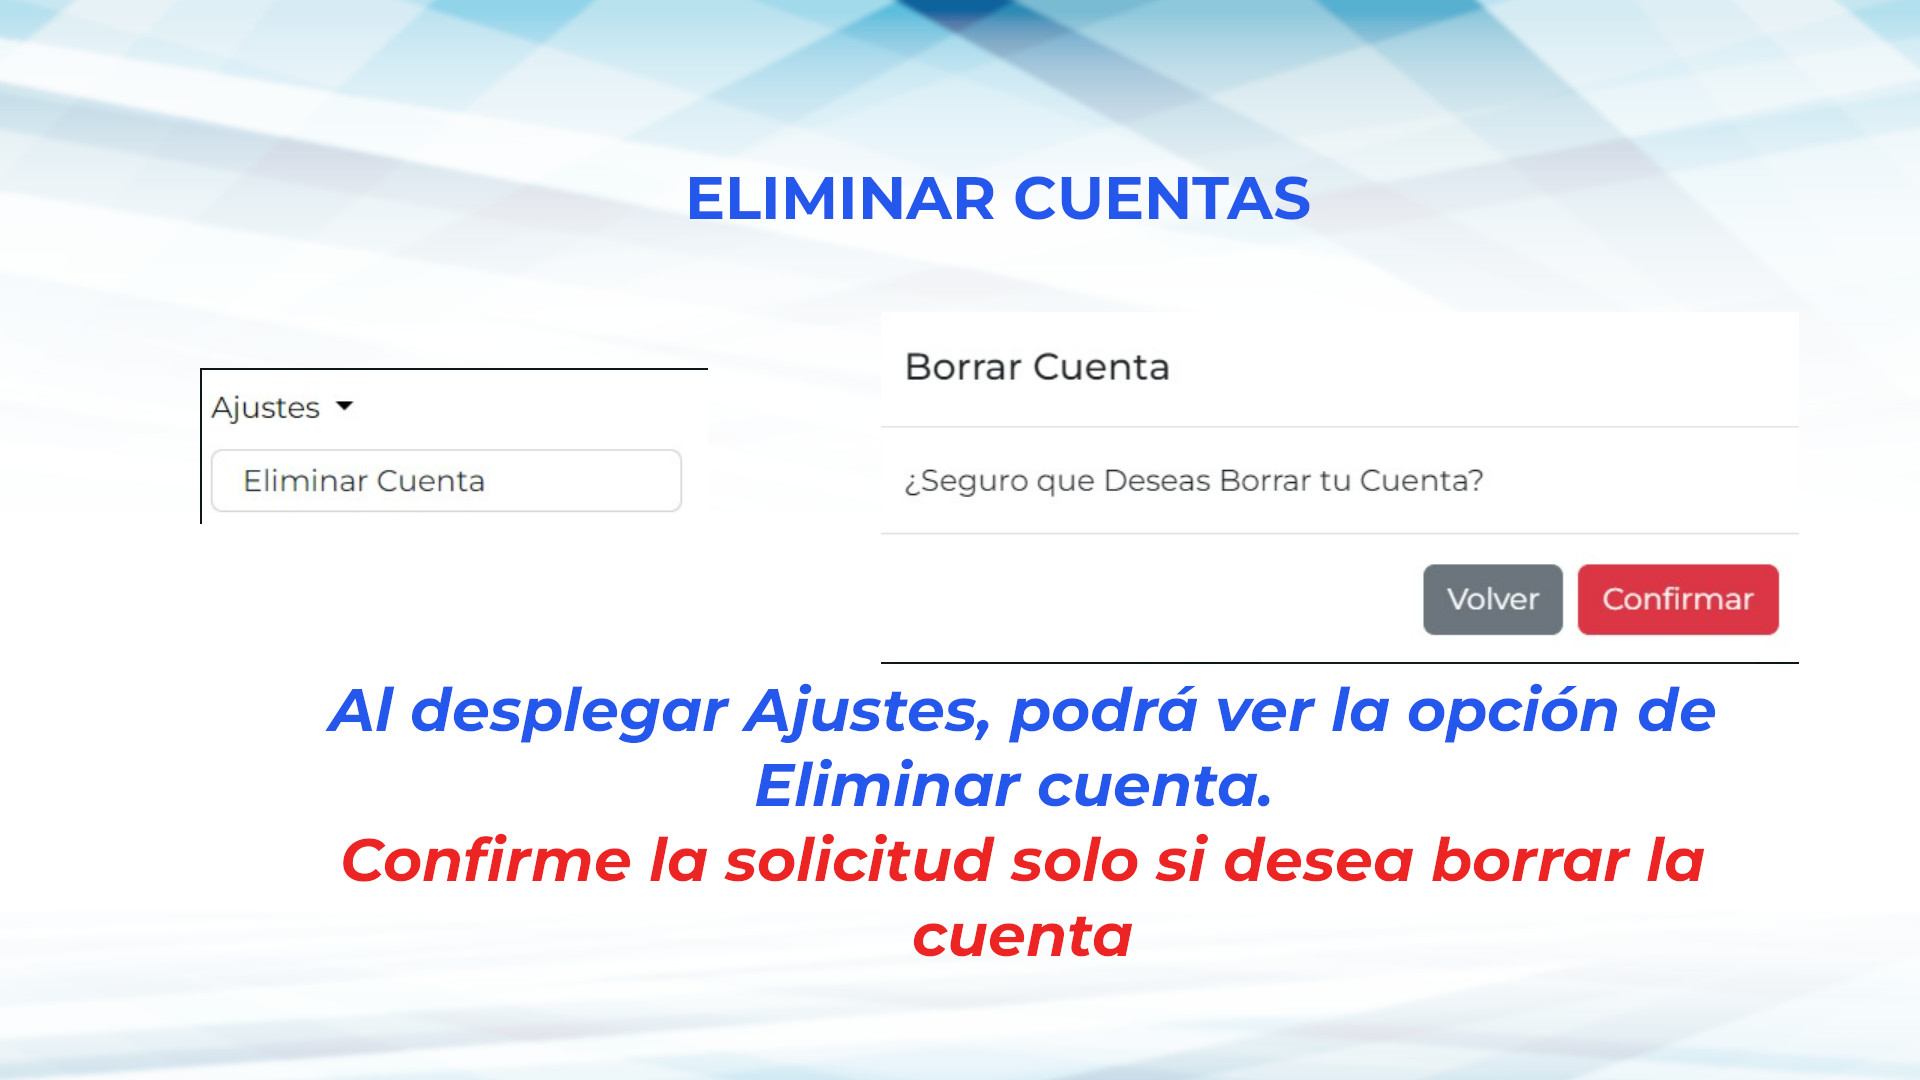 ELIMINAR CUENTAS
Ajustes
Eliminar Cuenta
Borrar Cuenta
¿Seguro que Deseas Borrar tu Cuenta?
Volver Confirmar
Al desplegar Ajustes, podrá ver la opción de
Eliminar cuenta.
Confirme la solicitud solo si desea borrar la
cuenta